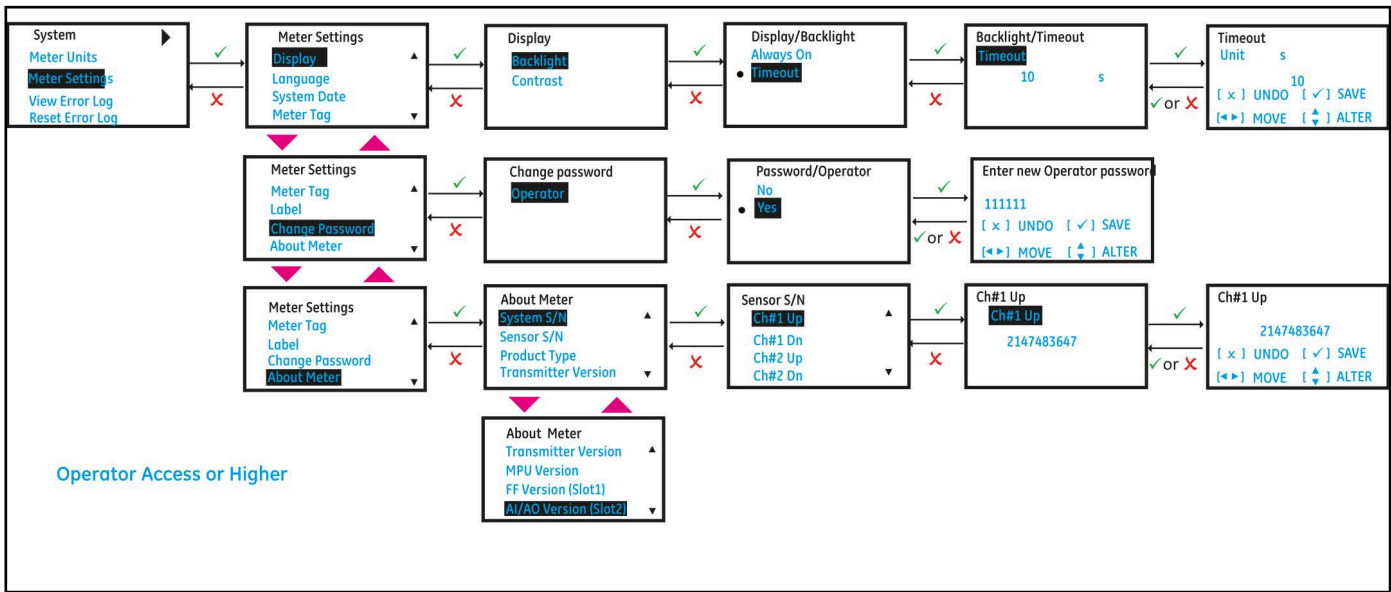 System
Meter Units
Meter Settings
View Error Log
Reset Error Log
Meter Settings
Display
Language
System Date
Meter Tag
Display
Backlight
Contrast
Display/Backlight
Always On
Timeout
Backlight/Timeout
Timeout
10 s
✓ or ✗
Timeout
Unit s
10
[ x ] UNDO [ ✓ ] SAVE
[◄ ►] MOVE [ ▲▼ ] ALTER
Meter Settings
Meter Tag
Label
Change Password
About Meter
Change password
Operator
Password/Operator
No
Yes
✓ or ✗
Enter new Operator password
111111
[ x ] UNDO [ ✓ ] SAVE
[◄ ►] MOVE [ ▲▼ ] ALTER
Meter Settings
Meter Tag
Label
Change Password
About Meter
About Meter
System S/N
Sensor S/N
Product Type
Transmitter Version
Sensor S/N
Ch#1 Up
Ch#1 Dn
Ch#2 Up
Ch#2 Dn
Ch#1 Up
Ch#1 Up
2147483647
✓ or ✗
Ch#1 Up
2147483647
[ x ] UNDO [ ✓ ] SAVE
[◄ ►] MOVE [ ▲▼ ] ALTER
About Meter
Transmitter Version
MPU Version
FF Version (Slot1)
AI/AO Version (Slot2)
Operator Access or Higher